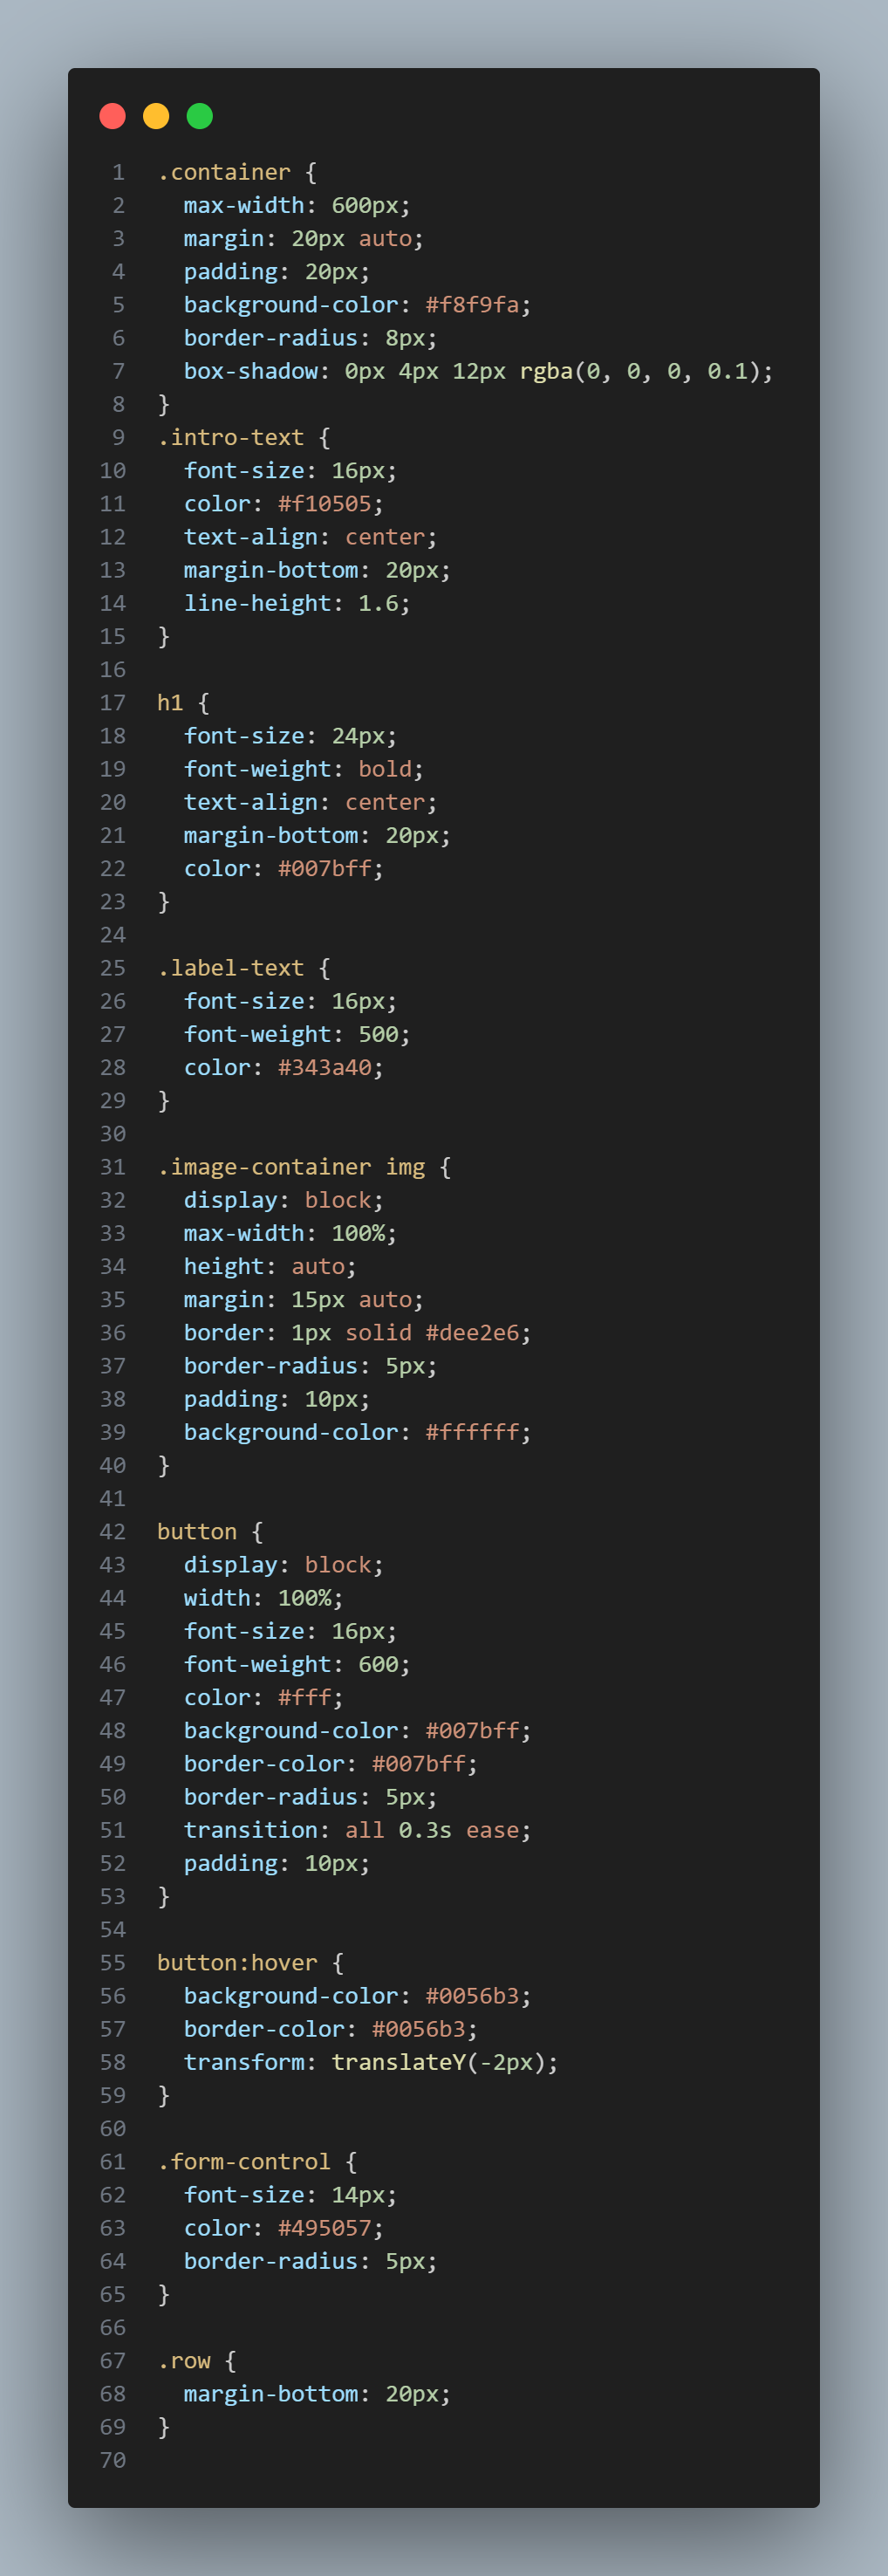 1 .container {
2   max-width: 600px;
3   margin: 20px auto;
4   padding: 20px;
5   background-color: #f8f9fa;
6   border-radius: 8px;
7   box-shadow: 0px 4px 12px rgba(0, 0, 0, 0.1);
8 }
9 .intro-text {
10   font-size: 16px;
11   color: #f10505;
12   text-align: center;
13   margin-bottom: 20px;
14   line-height: 1.6;
15 }
16
17 h1 {
18   font-size: 24px;
19   font-weight: bold;
20   text-align: center;
21   margin-bottom: 20px;
22   color: #007bff;
23 }
24
25 .label-text {
26   font-size: 16px;
27   font-weight: 500;
28   color: #343a40;
29 }
30
31 .image-container img {
32   display: block;
33   max-width: 100%;
34   height: auto;
35   margin: 15px auto;
36   border: 1px solid #dee2e6;
37   border-radius: 5px;
38   padding: 10px;
39   background-color: #ffffff;
40 }
41
42 button {
43   display: block;
44   width: 100%;
45   font-size: 16px;
46   font-weight: 600;
47   color: #fff;
48   background-color: #007bff;
49   border-color: #007bff;
50   border-radius: 5px;
51   transition: all 0.3s ease;
52   padding: 10px;
53 }
54
55 button:hover {
56   background-color: #0056b3;
57   border-color: #0056b3;
58   transform: translateY(-2px);
59 }
60
61 .form-control {
62   font-size: 14px;
63   color: #495057;
64   border-radius: 5px;
65 }
66
67 .row {
68   margin-bottom: 20px;
69 }
70